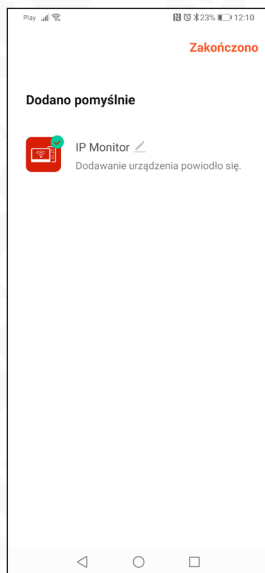 Play 23% 12:10
Zakończono
Dodano pomyślnie
IP Monitor
Dodawanie urządzenia powiodło się.